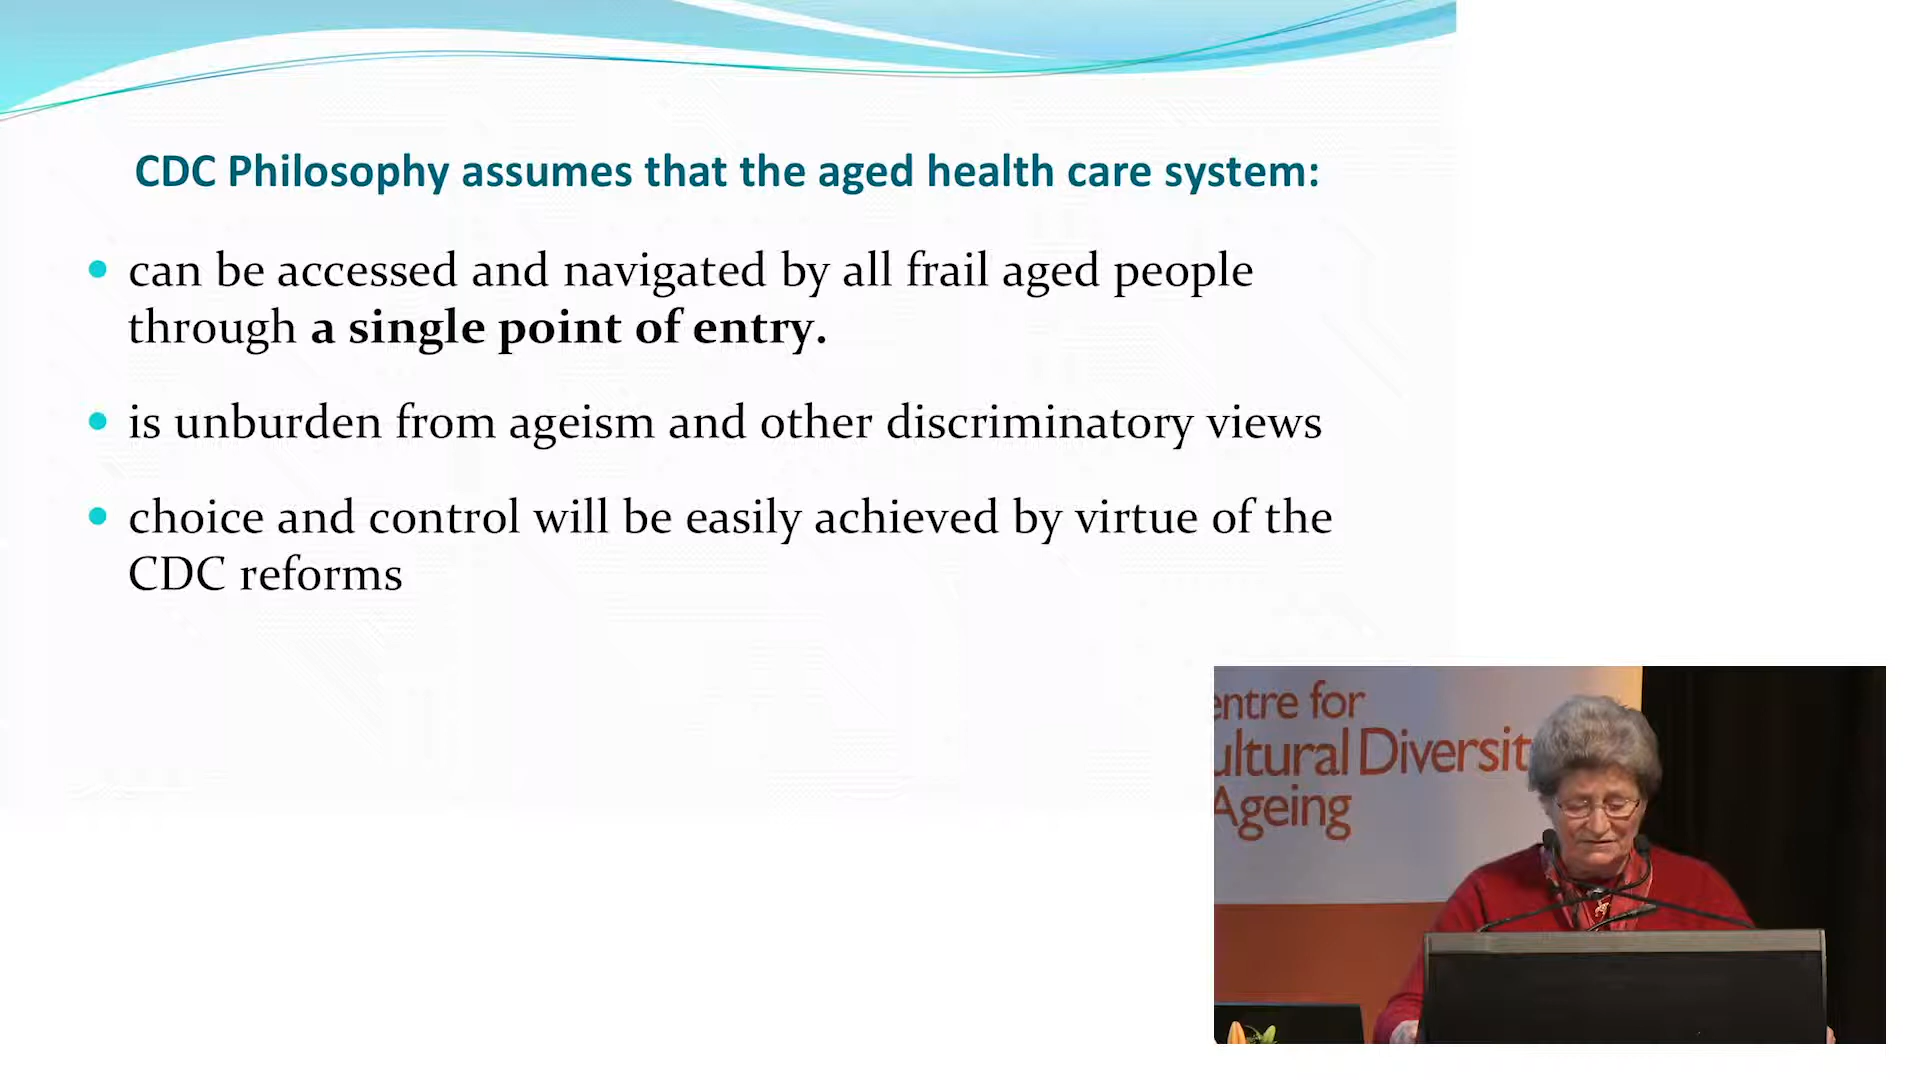 CDC Philosophy assumes that the aged health care system:
can be accessed and navigated by all frail aged people
through a single point of entry.
is unburden from ageism and other discriminatory views
choice and control will be easily achieved by virtue of the
CDC reforms
entre for
ultural Diversit
Ageing